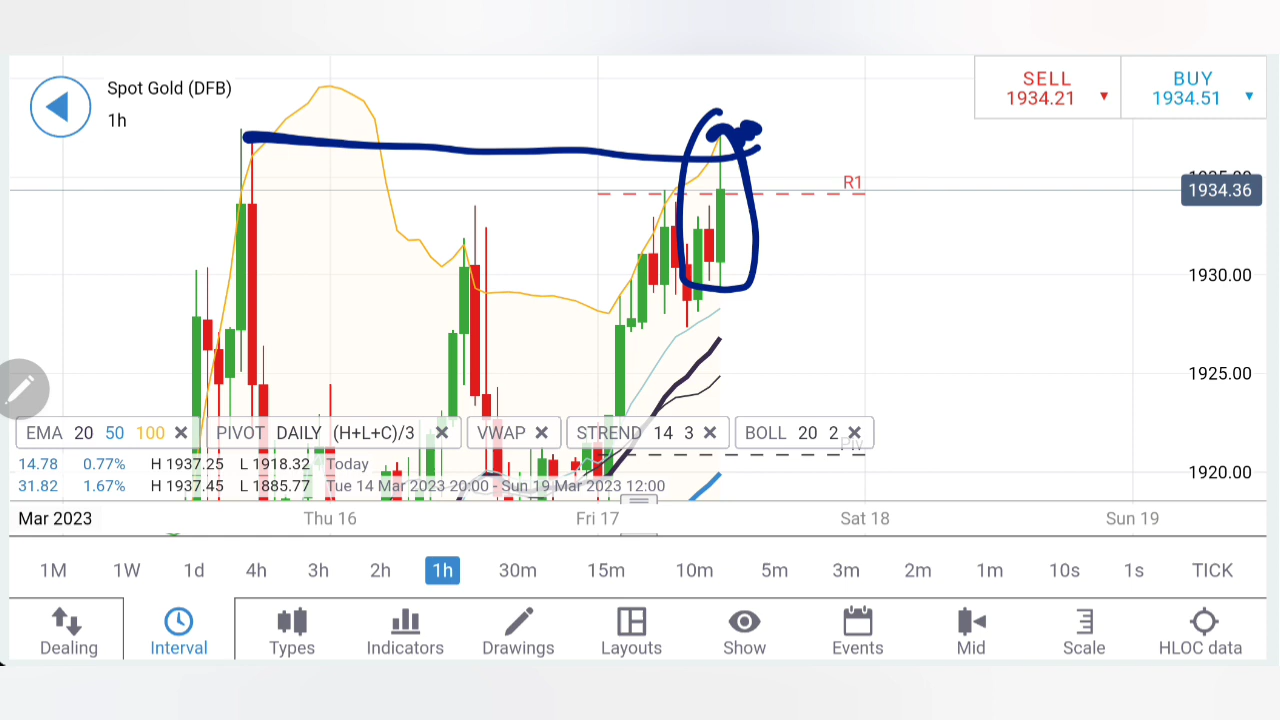 Spot Gold (DFB)
1h
SELL
1934.21
BUY
1934.51
R1
1934.36
1930.00
1925.00
1920.00
EMA 20 50 100
PIVOT DAILY (H+L+C)/3
VWAP
STREND 14 3
BOLL 20 2
14.78 0.77% H 1937.25 L 1918.32 Today
31.82 1.67% H 1937.45 L 1885.77 Tue 14 Mar 2023 20:00 - Sun 19 Mar 2023 12:00
Mar 2023 Thu 16 Fri 17 Sat 18 Sun 19
1M 1W 1d 4h 3h 2h 1h 30m 15m 10m 5m 3m 2m 1m 10s 1s TICK
Dealing Interval Types Indicators Drawings Layouts Show Events Mid Scale HLOC data